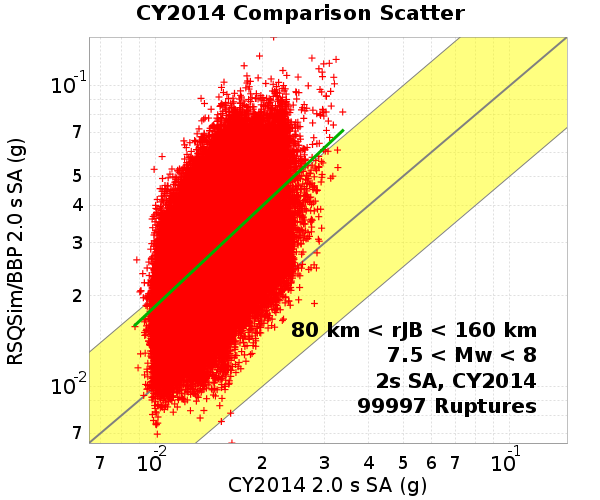 CY2014 Comparison Scatter
RSQSim/BBP 2.0 s SA (g)
10⁻¹
7
5
4
3
2
10⁻²
7
80 km < rJB < 160 km
7.5 < Mw < 8
2s SA, CY2014
99997 Ruptures
7 10⁻² 2 3 4 5 6 7 10⁻¹
CY2014 2.0 s SA (g)